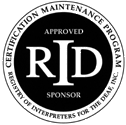 CERTIFICATION MAINTENANCE PROGRAM
APPROVED
RID
SPONSOR
REGISTRY OF INTERPRETERS FOR THE DEAF, INC.